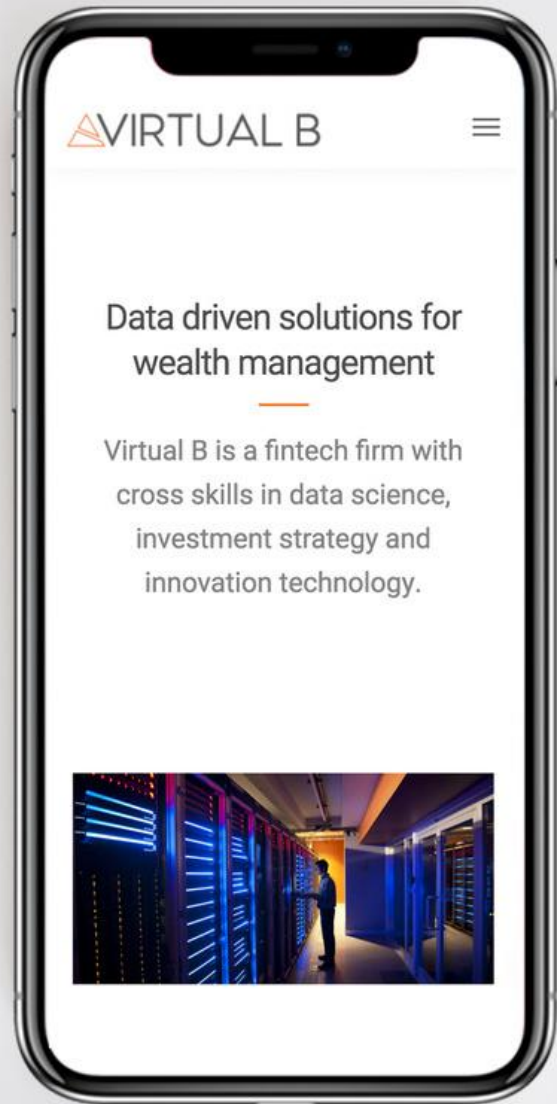 VIRTUAL B
Data driven solutions for
wealth management
Virtual B is a fintech firm with
cross skills in data science,
investment strategy and
innovation technology.